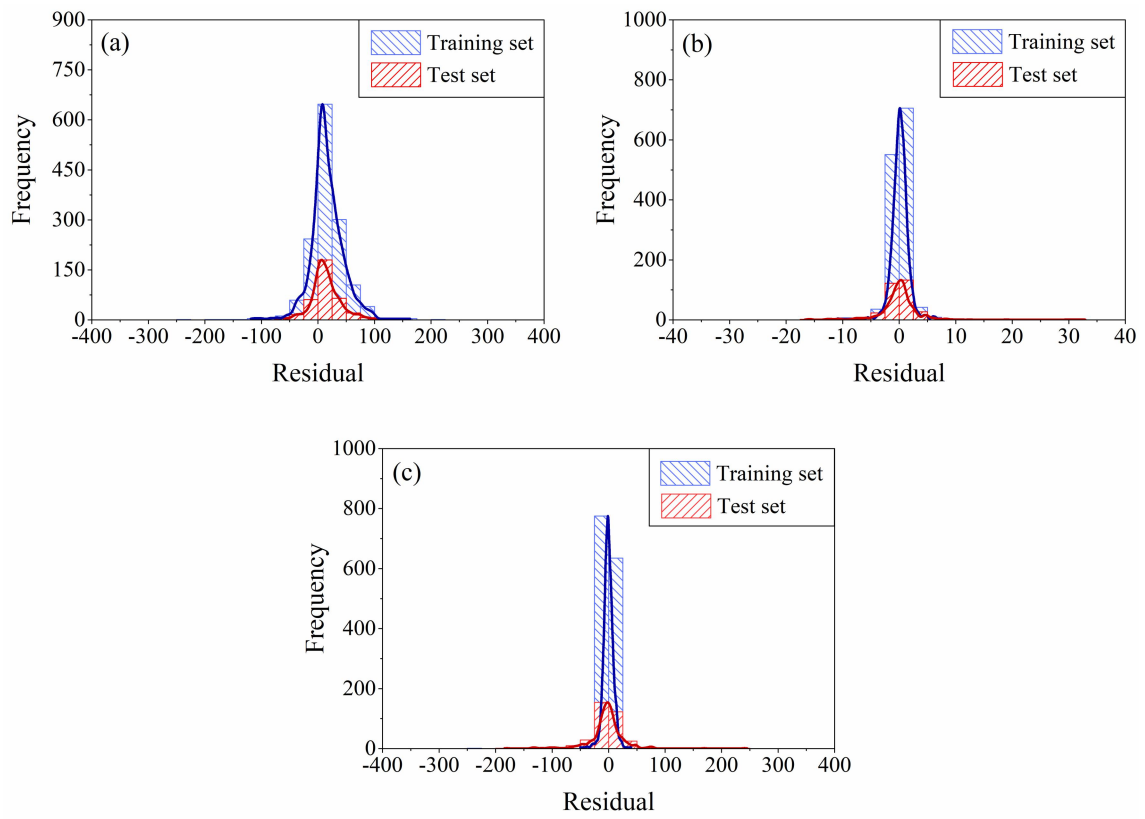 (a)
Training set
Test set
900
750
600
450
300
150
0
Frequency
-400 -300 -200 -100 0 100 200 300 400
Residual
(b)
Training set
Test set
1000
800
600
400
200
0
Frequency
-40 -30 -20 -10 0 10 20 30 40
Residual
(c)
Training set
Test set
1000
800
600
400
200
0
Frequency
-400 -300 -200 -100 0 100 200 300 400
Residual